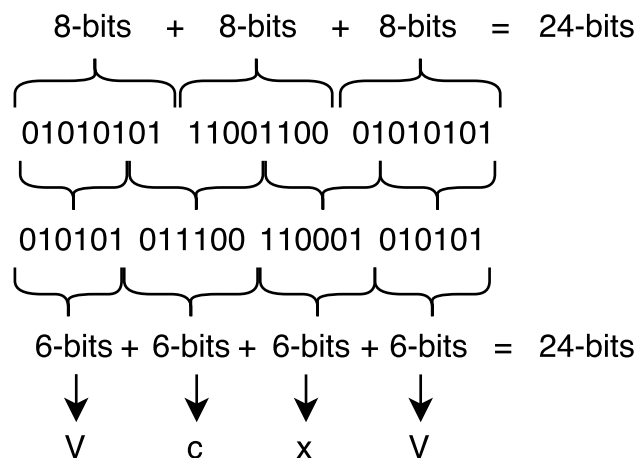 8-bits + 8-bits + 8-bits = 24-bits
01010101 11001100 01010101
010101 011100 110001 010101
6-bits + 6-bits + 6-bits + 6-bits = 24-bits
V c x V